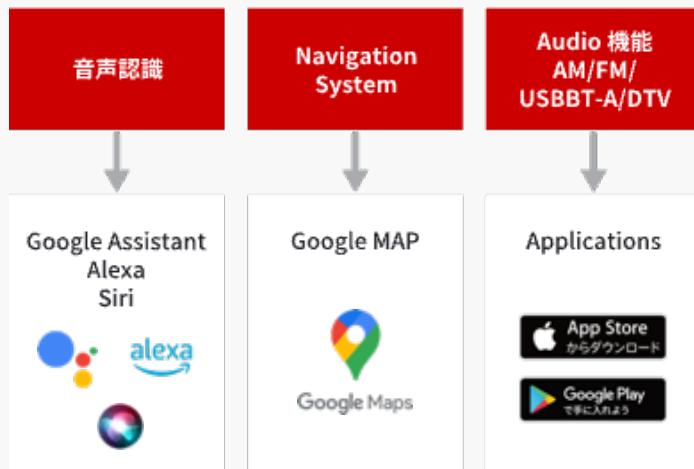 音声認識
Navigation
System
Audio 機能
AM/FM/
USBBT-A/DTV
Google Assistant
Alexa
Siri
alexa
Google MAP
Google Maps
Applications
App Store
からダウンロード
Google Play
で手に入れよう